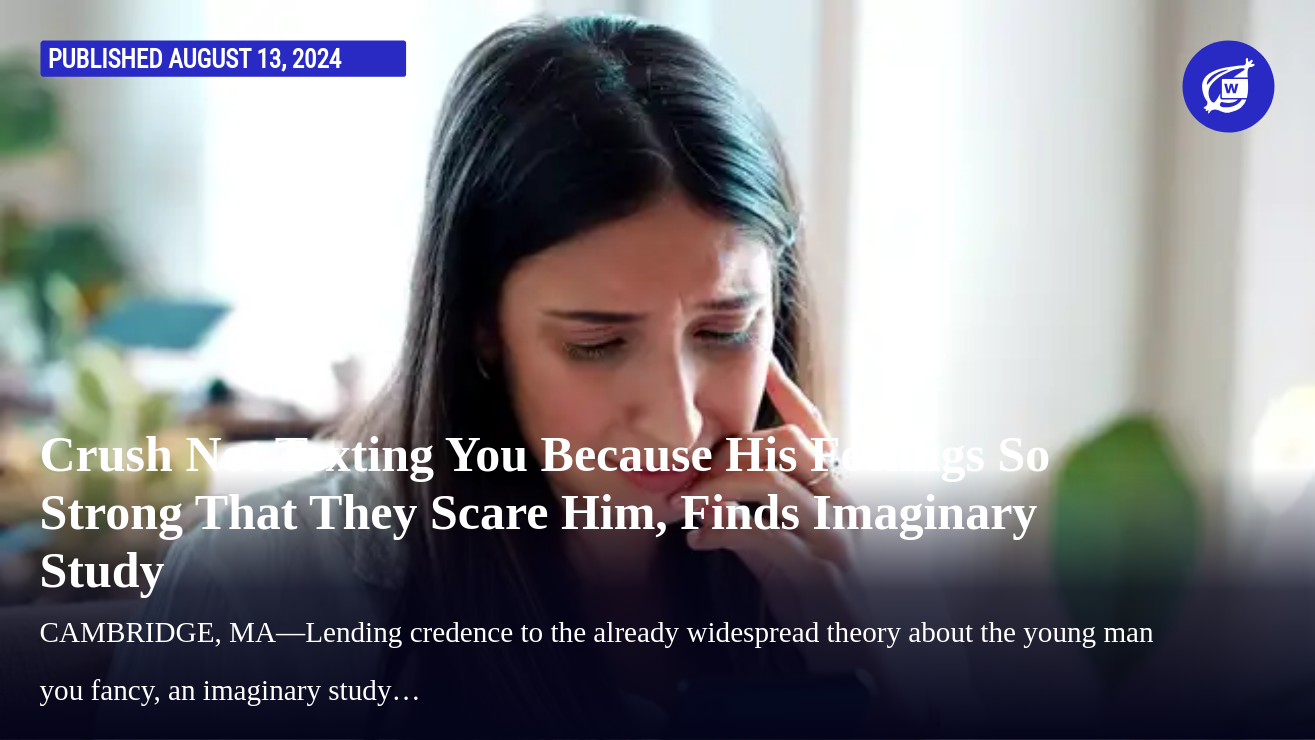 PUBLISHED AUGUST 13, 2024
W
Crush Not Texting You Because His Feelings So
Strong That They Scare Him, Finds Imaginary
Study
CAMBRIDGE, MA—Lending credence to the already widespread theory about the young man
you fancy, an imaginary study…